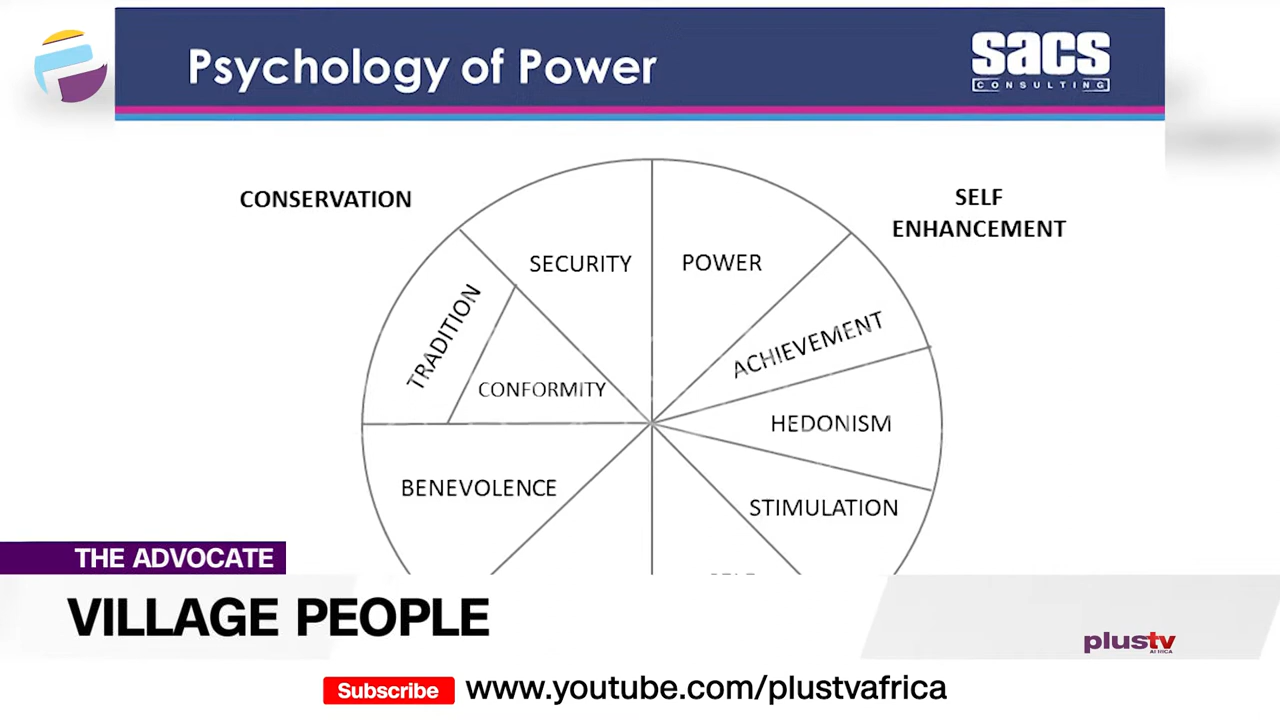 Psychology of Power
sacs
CONSULTING
CONSERVATION
SELF
ENHANCEMENT
SECURITY
POWER
TRADITION
ACHIEVEMENT
CONFORMITY
HEDONISM
BENEVOLENCE
STIMULATION
THE ADVOCATE
VILLAGE PEOPLE
plustv
AFRICA
Subscribe
www.youtube.com/plustvafrica